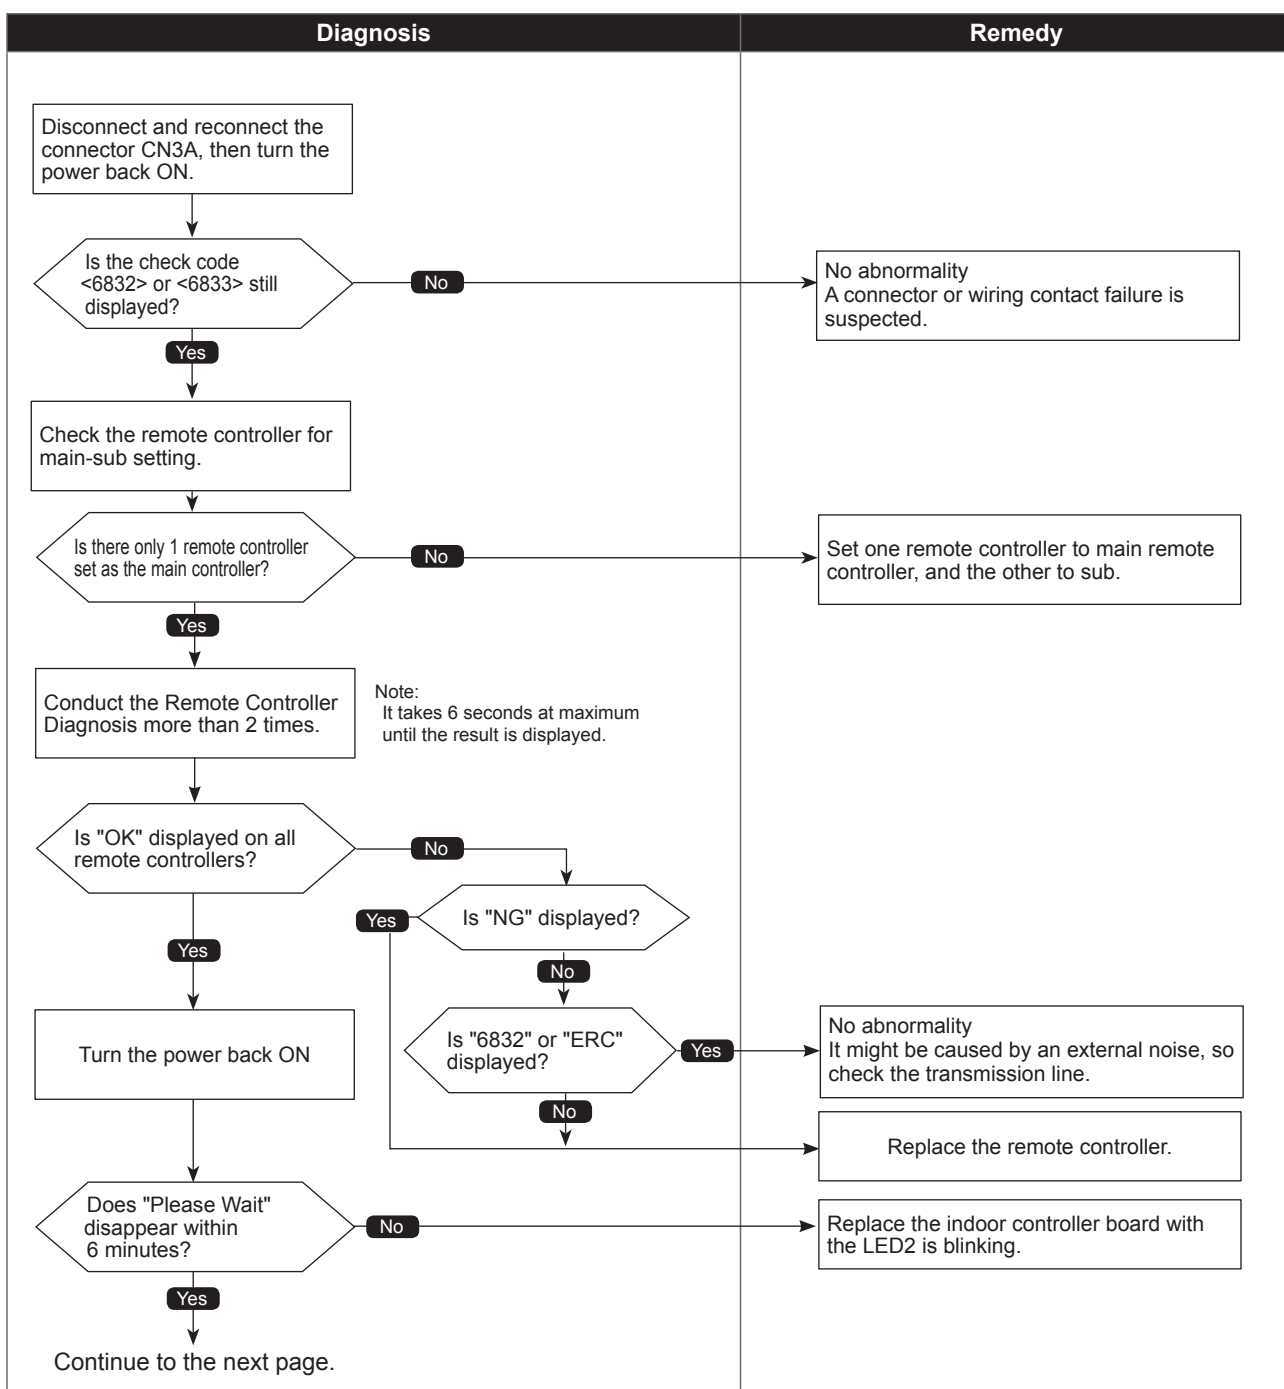 Diagnosis
Remedy
Disconnect and reconnect the
connector CN3A, then turn the
power back ON.
Is the check code
<6832> or <6833> still
displayed?
No
No abnormality
A connector or wiring contact failure is
suspected.
Yes
Check the remote controller for
main-sub setting.
Is there only 1 remote controller
set as the main controller?
No
Set one remote controller to main remote
controller, and the other to sub.
Yes
Conduct the Remote Controller
Diagnosis more than 2 times.
Note:
It takes 6 seconds at maximum
until the result is displayed.
Is "OK" displayed on all
remote controllers?
No
Is "NG" displayed?
Yes
Yes
No
Turn the power back ON
Is "6832" or "ERC"
displayed?
Yes
No abnormality
It might be caused by an external noise, so
check the transmission line.
No
Replace the remote controller.
Does "Please Wait"
disappear within
6 minutes?
No
Replace the indoor controller board with
the LED2 is blinking.
Yes
Continue to the next page.